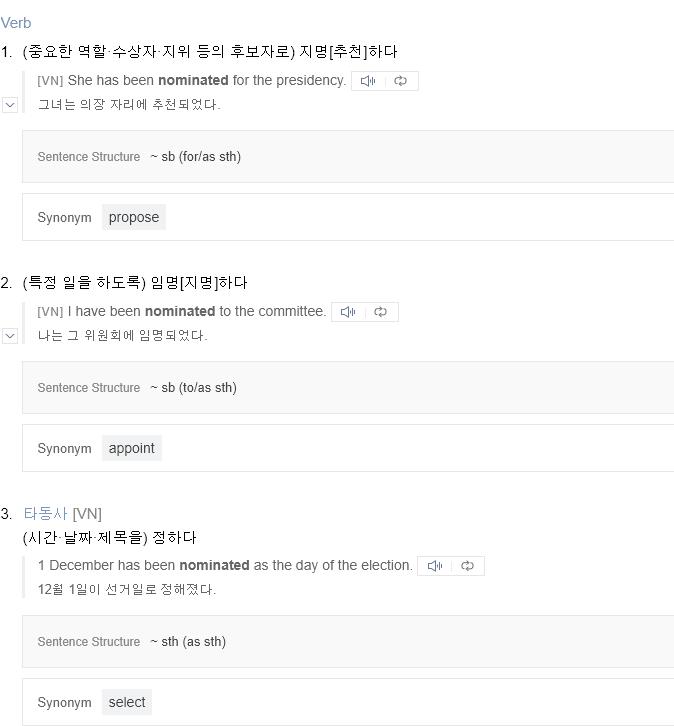 Verb
1. (중요한 역할·수상자·지위 등의 후보자로) 지명[추천]하다
[VN] She has been nominated for the presidency.
그녀는 의장 자리에 추천되었다.
Sentence Structure ~ sb (for/as sth)
Synonym propose
2. (특정 일을 하도록) 임명[지명]하다
[VN] I have been nominated to the committee.
나는 그 위원회에 임명되었다.
Sentence Structure ~ sb (to/as sth)
Synonym appoint
3. 타동사 [VN]
(시간·날짜·제목을) 정하다
1 December has been nominated as the day of the election.
12월 1일이 선거일로 정해졌다.
Sentence Structure ~ sth (as sth)
Synonym select